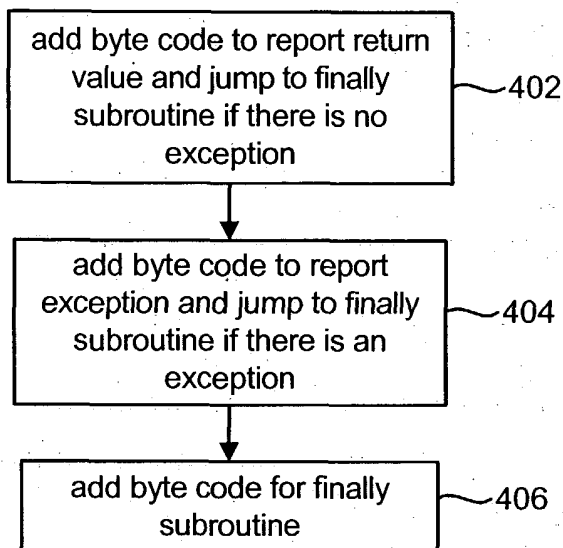 add byte code to report return
value and jump to finally
subroutine if there is no
exception
402
add byte code to report
exception and jump to finally
subroutine if there is an
exception
404
add byte code for finally
subroutine
406